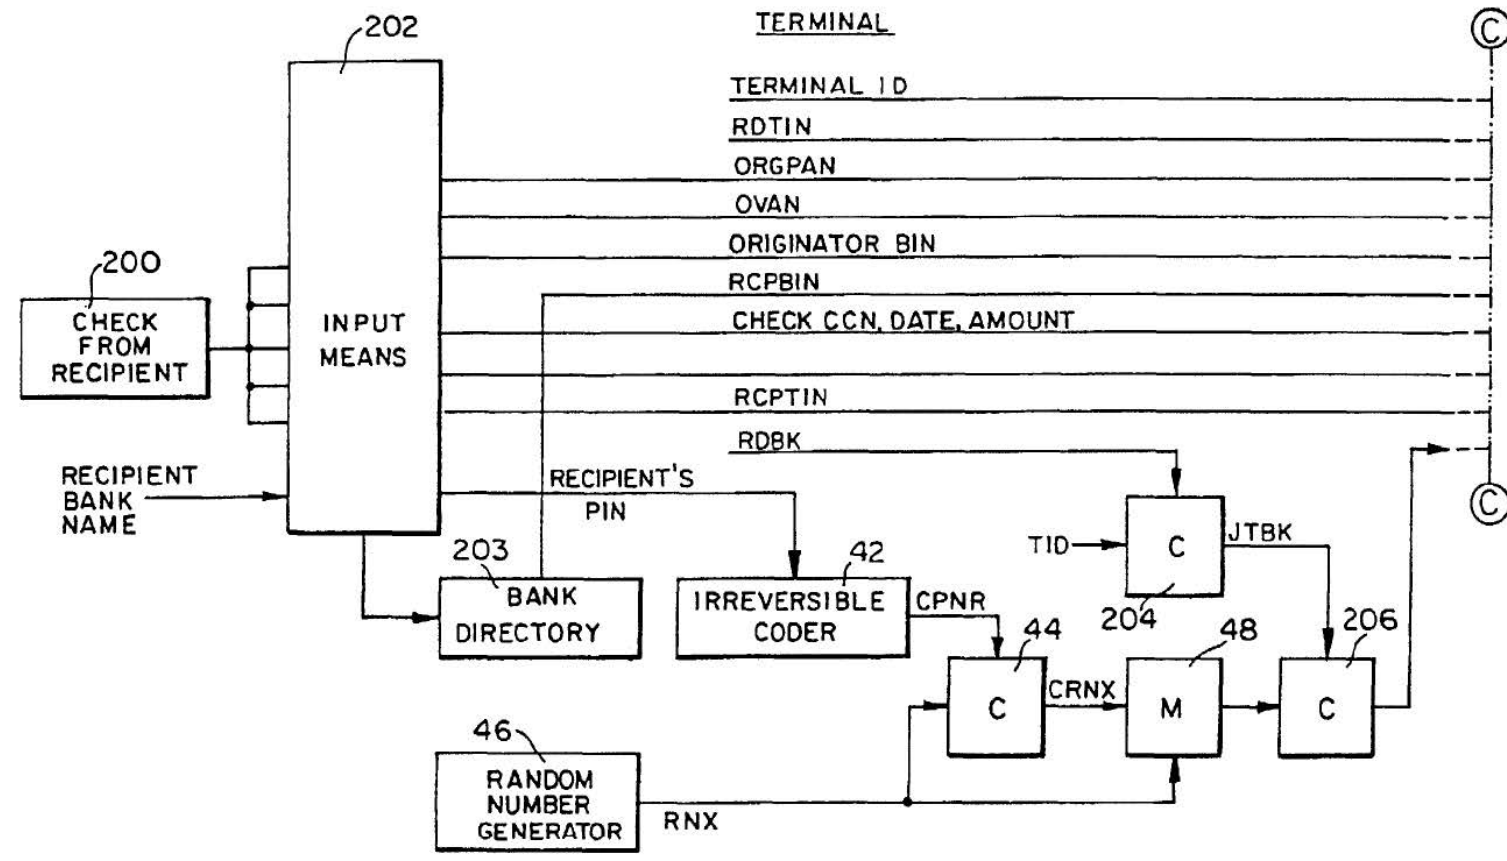 TERMINAL
C
202
TERMINAL ID
RDTIN
ORGPAN
OVAN
ORIGINATOR BIN
RCPBIN
CHECK CCN, DATE, AMOUNT
RCPTIN
RDBK
200
CHECK
FROM
RECIPIENT
INPUT
MEANS
RECIPIENT
BANK
NAME
RECIPIENT'S
PIN
C
TID
C
JTBK
204
203
BANK
DIRECTORY
42
IRREVERSIBLE
CODER
CPNR
44
C
CRNX
48
M
206
C
46
RANDOM
NUMBER
GENERATOR
RNX